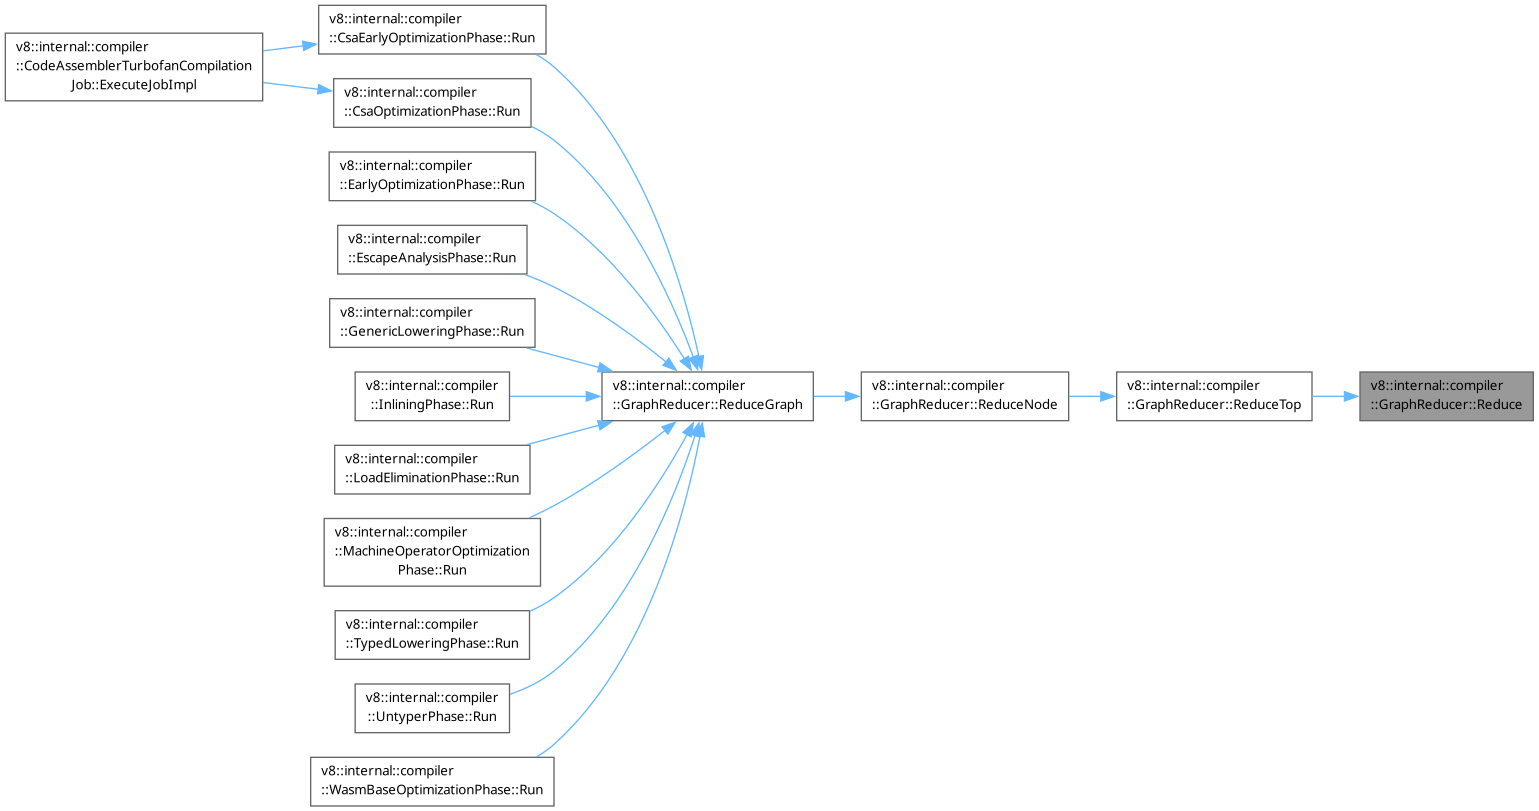 v8::internal::compiler
::CodeAssemblerTurbofanCompilation
Job::ExecuteJobImpl
v8::internal::compiler
::CsaEarlyOptimizationPhase::Run
v8::internal::compiler
::CsaOptimizationPhase::Run
v8::internal::compiler
::EarlyOptimizationPhase::Run
v8::internal::compiler
::EscapeAnalysisPhase::Run
v8::internal::compiler
::GenericLoweringPhase::Run
v8::internal::compiler
::InliningPhase::Run
v8::internal::compiler
::LoadEliminationPhase::Run
v8::internal::compiler
::MachineOperatorOptimization
Phase::Run
v8::internal::compiler
::TypedLoweringPhase::Run
v8::internal::compiler
::UntyperPhase::Run
v8::internal::compiler
::WasmBaseOptimizationPhase::Run
v8::internal::compiler
::GraphReducer::ReduceGraph
v8::internal::compiler
::GraphReducer::ReduceNode
v8::internal::compiler
::GraphReducer::ReduceTop
v8::internal::compiler
::GraphReducer::Reduce